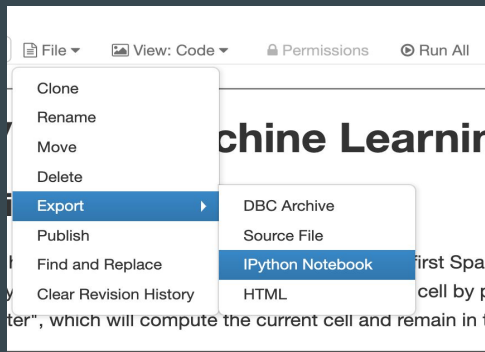 File View: Code Permissions Run All
Clone
Rename
Move
Delete
Export
Publish
Find and Replace
Clear Revision History
DBC Archive
Source File
IPython Notebook
HTML
chine Learnin
first Spa
cell by p
ter", which will compute the current cell and remain in t